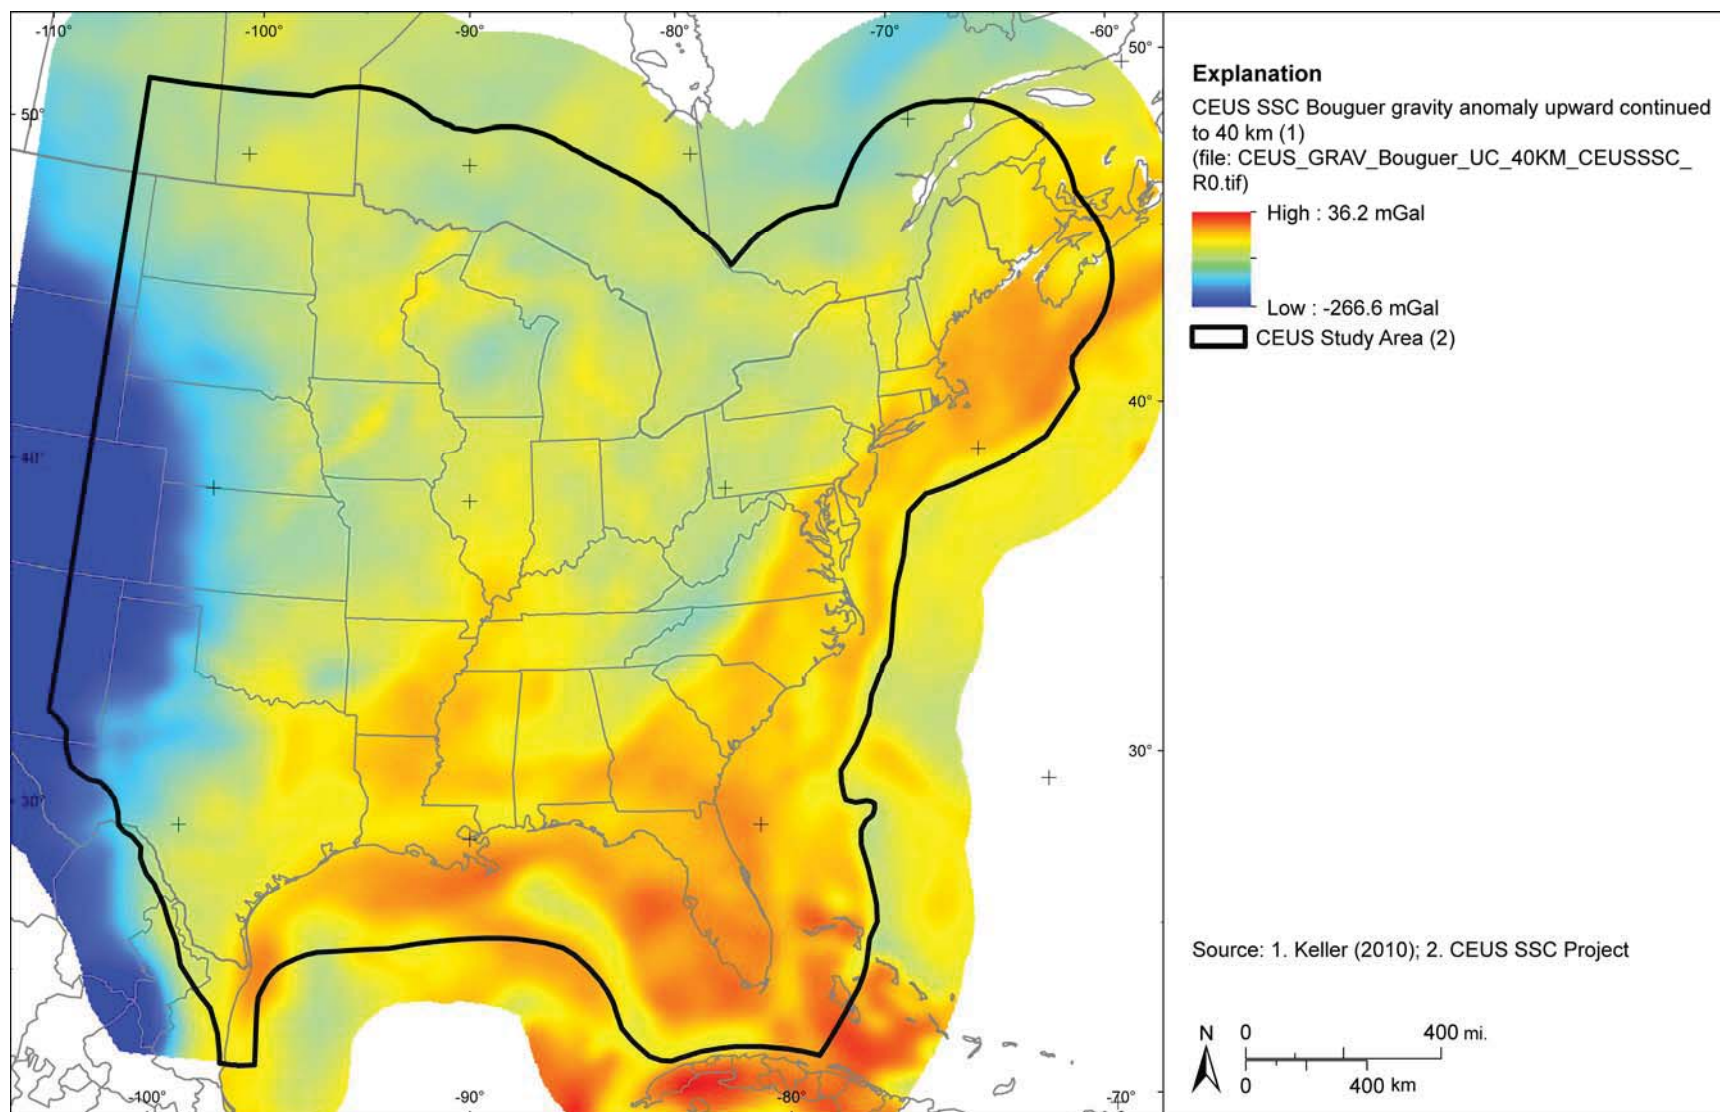 -110°
-100°
-90°
-80°
-70°
-60°
50°
50°
40°
40°
30°
30°
-100°
-90°
-80°
-70°
Explanation
CEUS SSC Bouguer gravity anomaly upward continued
to 40 km (1)
(file: CEUS_GRAV_Bouguer_UC_40KM_CEUSSSC_
R0.tif)
High : 36.2 mGal
Low : -266.6 mGal
CEUS Study Area (2)
Source: 1. Keller (2010); 2. CEUS SSC Project
N
0 400 mi.
0 400 km